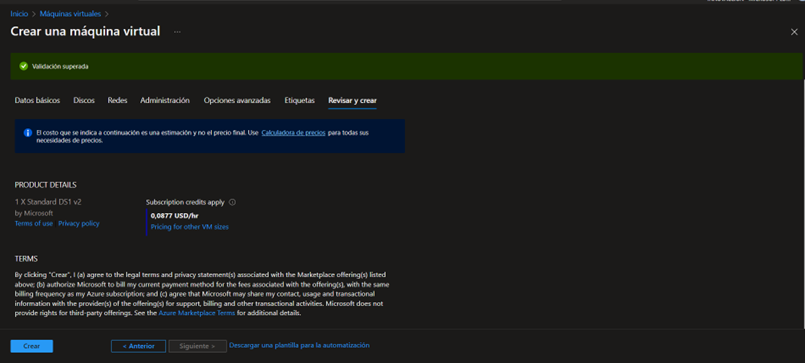 Inicio > Máquinas virtuales >
Crear una máquina virtual ...
Validación superada
Datos básicos Discos Redes Administración Opciones avanzadas Etiquetas Revisar y crear
El costo que se indica a continuación es una estimación y no el precio final. Use Calculadora de precios para todas sus
necesidades de precios.
PRODUCT DETAILS
1 X Standard DS1 v2
by Microsoft
Terms of use Privacy policy
Subscription credits apply
0,0877 USD/hr
Pricing for other VM sizes
TERMS
By clicking "Crear", I (a) agree to the legal terms and privacy statement(s) associated with the Marketplace offering(s) listed
above; (b) authorize Microsoft to bill my current payment method for the fees associated with the offering(s), with the same
billing frequency as my Azure subscription; and (c) agree that Microsoft may share my contact, usage and transactional
information with the provider(s) of the offering(s) for support, billing and other transactional activities. Microsoft does not
provide rights for third-party offerings. See the Azure Marketplace Terms for additional details.
Crear < Anterior Siguiente > Descargar una plantilla para la automatización